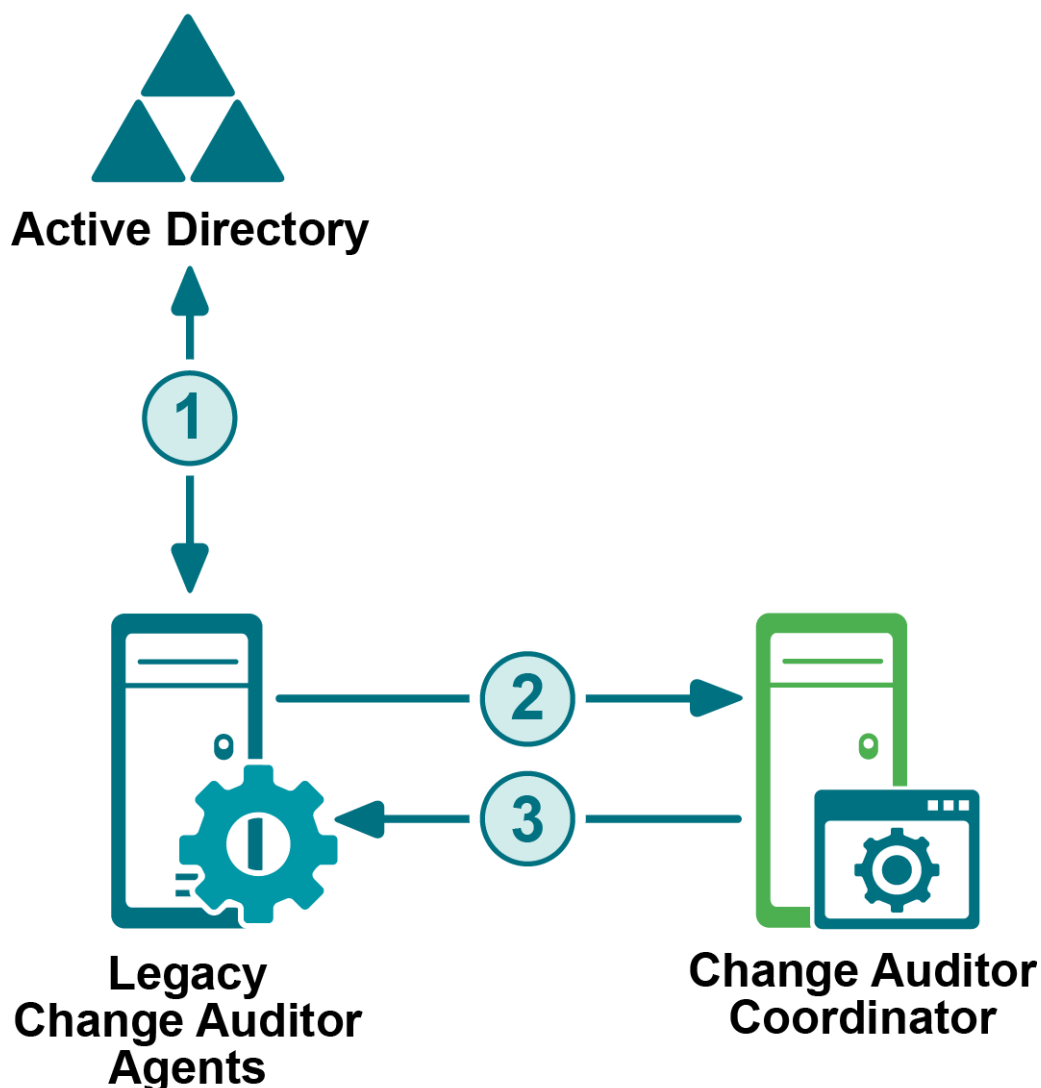 Active Directory
1
2
3
Legacy
Change Auditor
Agents
Change Auditor
Coordinator